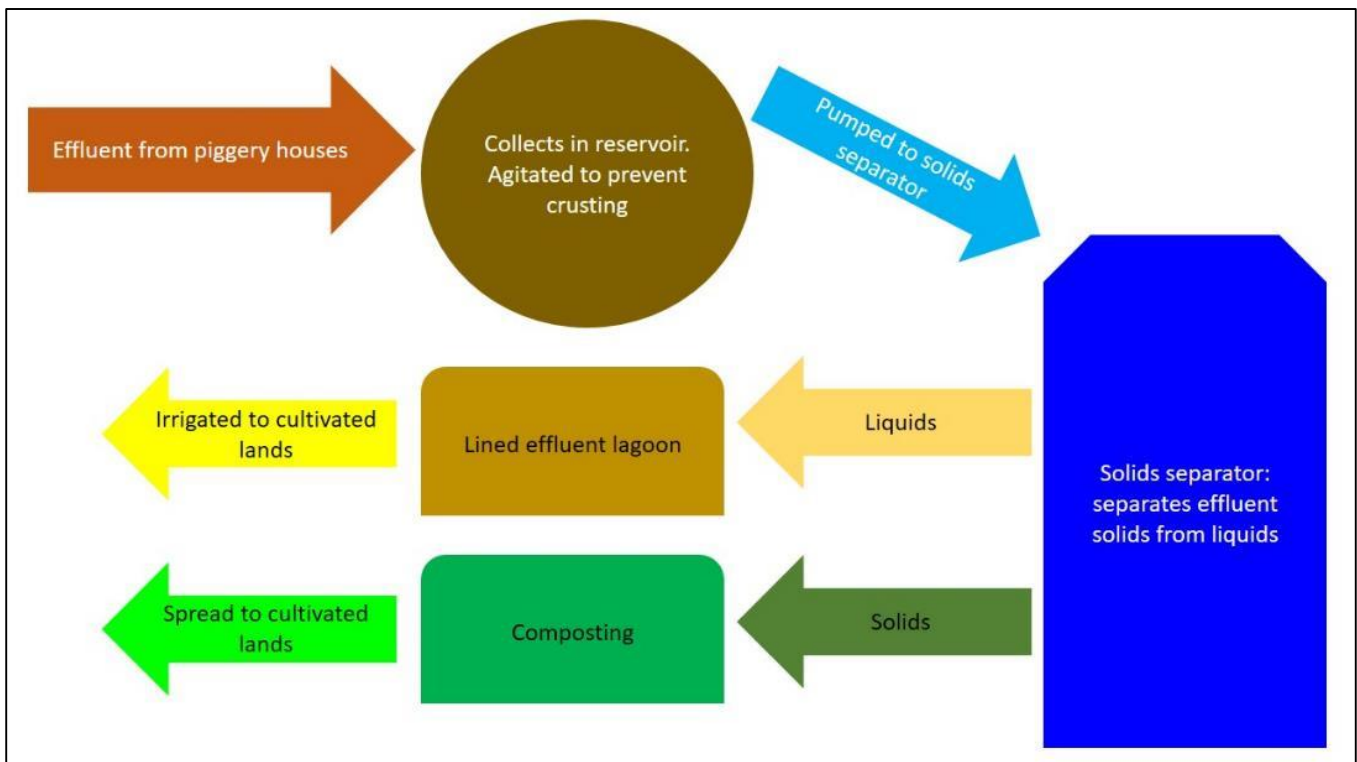 Effluent from piggery houses
Collects in reservoir.
Agitated to prevent
crusting
Pumped to solids
separator
Solids separator:
separates effluent
solids from liquids
Liquids
Lined effluent lagoon
Irrigated to cultivated
lands
Solids
Composting
Spread to cultivated
lands